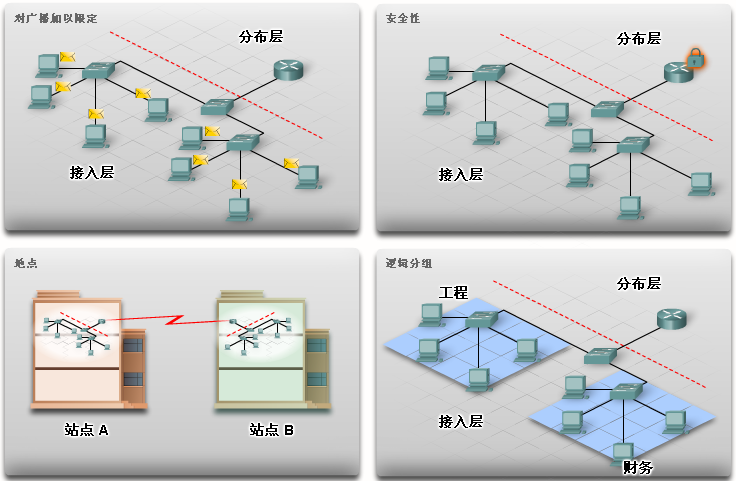 对广播加以限定
分布层
接入层
安全性
分布层
接入层
地点
站点 A
站点 B
逻辑分组
工程
分布层
接入层
财务